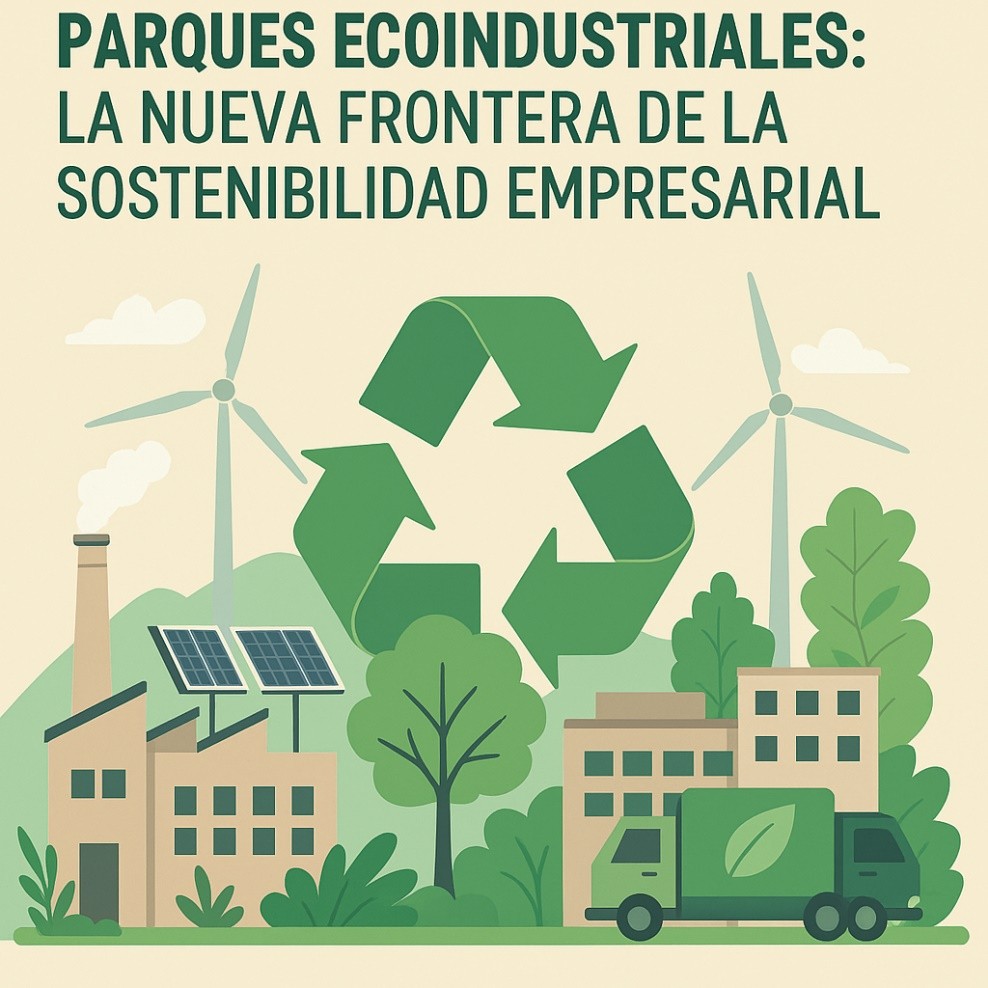 PARQUES ECOINDUSTRIALES:
LA NUEVA FRONTERA DE LA
SOSTENIBILIDAD EMPRESARIAL